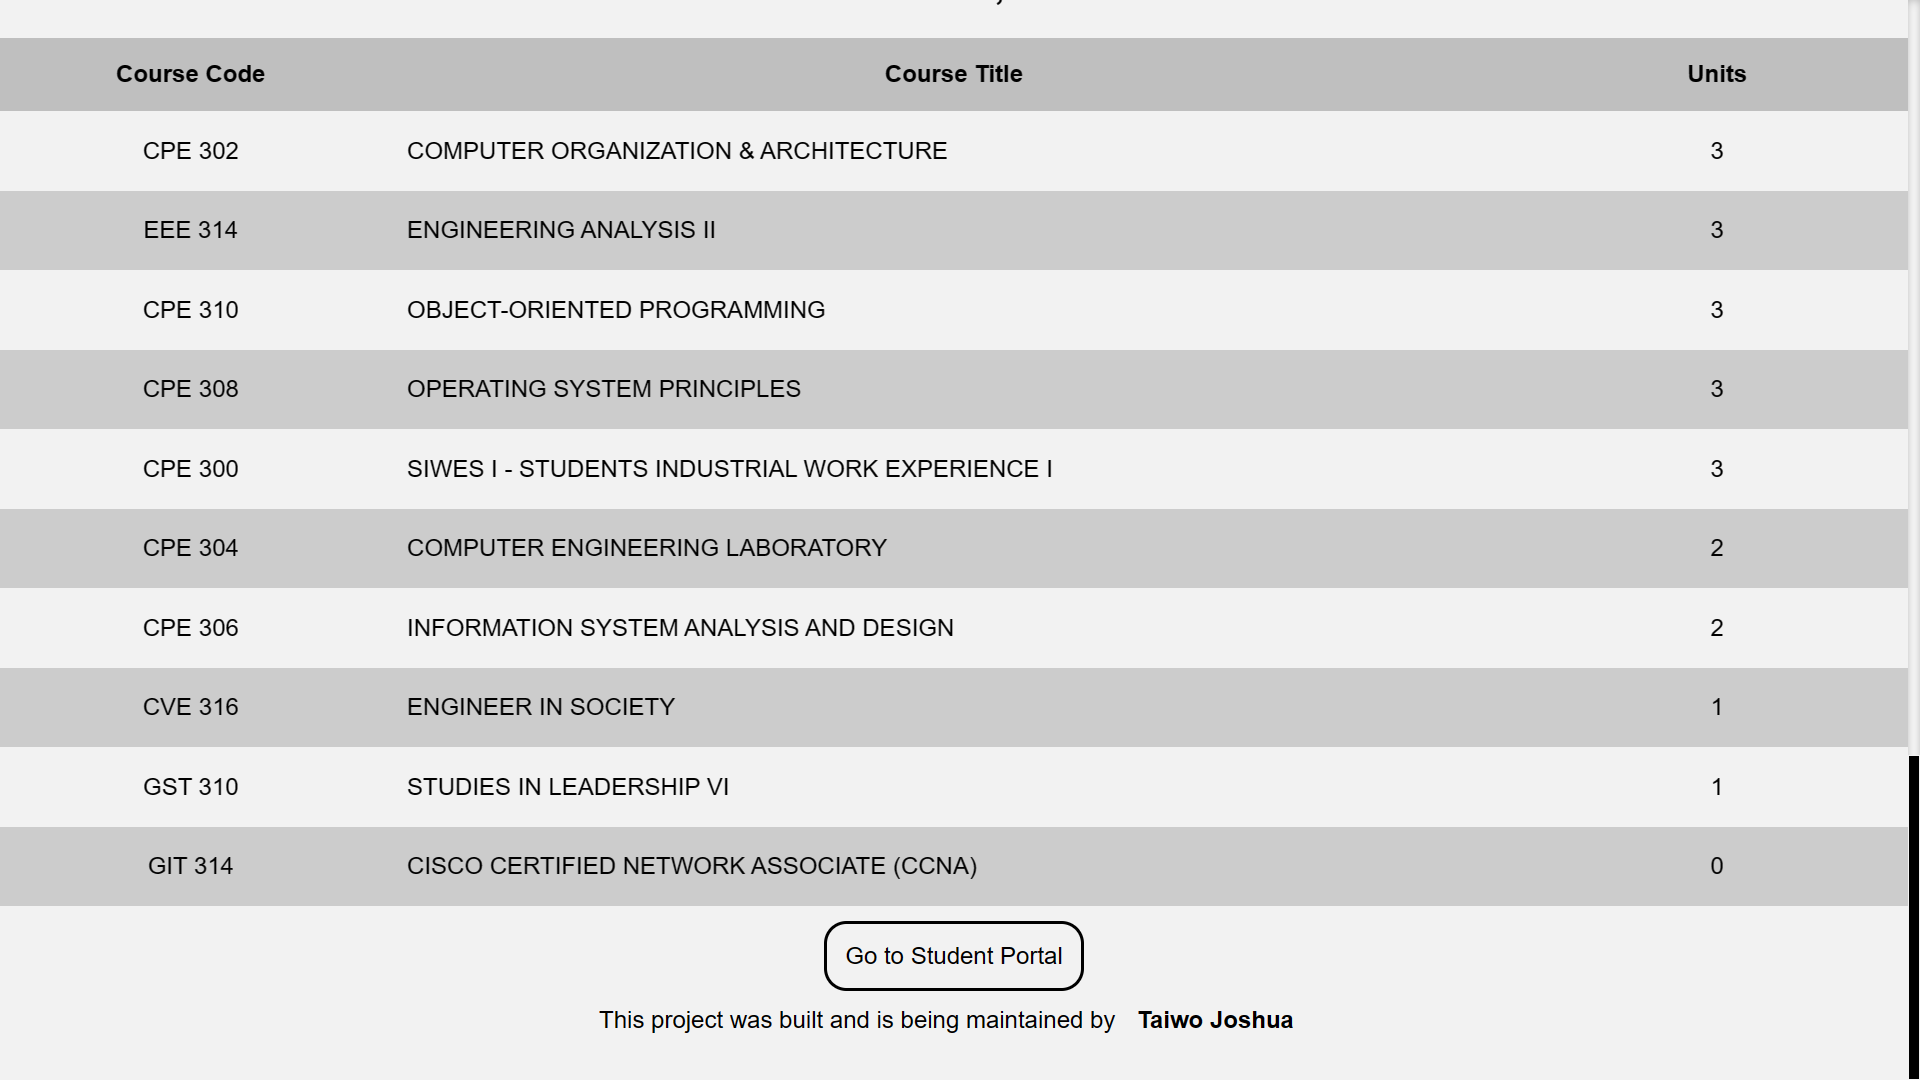 Course Code Course Title Units
CPE 302 COMPUTER ORGANIZATION & ARCHITECTURE 3
EEE 314 ENGINEERING ANALYSIS II 3
CPE 310 OBJECT-ORIENTED PROGRAMMING 3
CPE 308 OPERATING SYSTEM PRINCIPLES 3
CPE 300 SIWES I - STUDENTS INDUSTRIAL WORK EXPERIENCE I 3
CPE 304 COMPUTER ENGINEERING LABORATORY 2
CPE 306 INFORMATION SYSTEM ANALYSIS AND DESIGN 2
CVE 316 ENGINEER IN SOCIETY 1
GST 310 STUDIES IN LEADERSHIP VI 1
GIT 314 CISCO CERTIFIED NETWORK ASSOCIATE (CCNA) 0
Go to Student Portal
This project was built and is being maintained by Taiwo Joshua